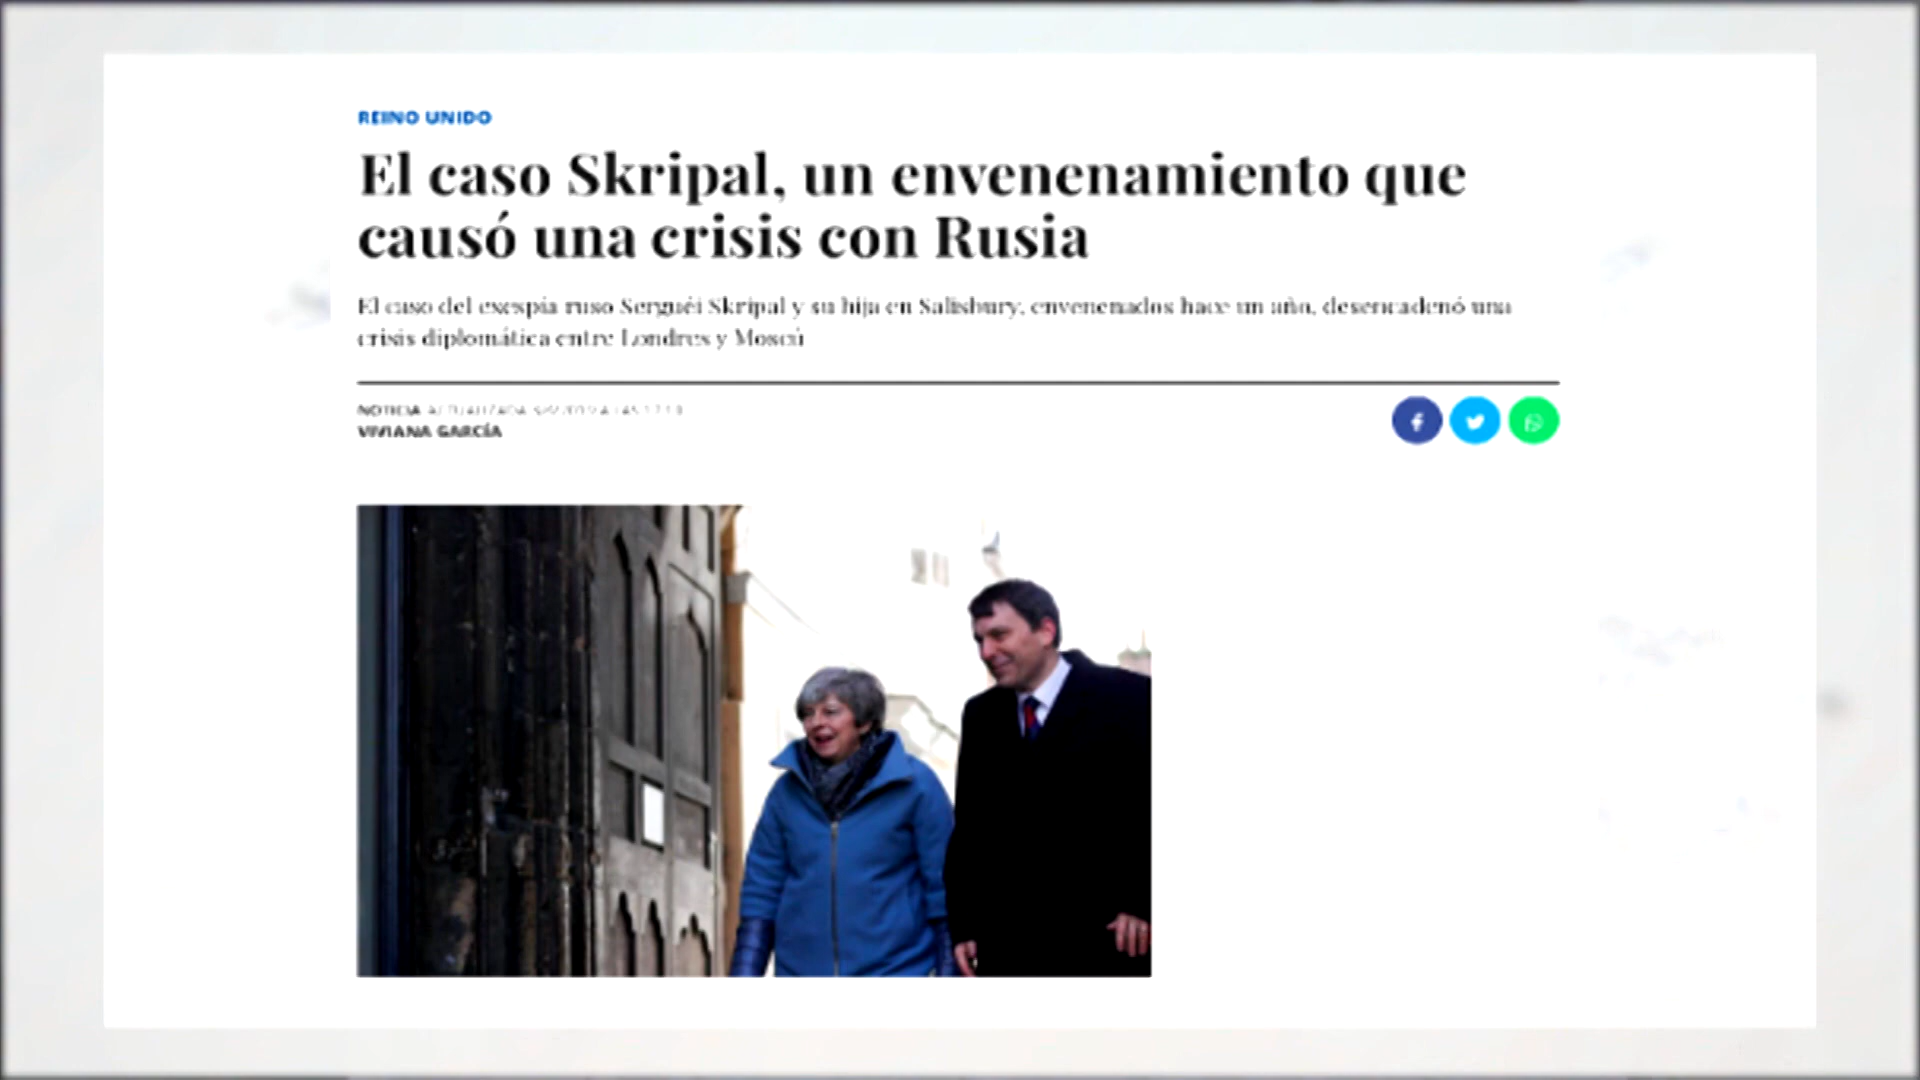 REINO UNIDO
El caso Skripal, un envenenamiento que
causó una crisis con Rusia
El caso del exespía ruso Serguéi Skripal y su hija en Salisbury, envenenados hace un año, desencadenó una
crisis diplomática entre Londres y Moscú
NOTICIA ACTUALIZADA
VIVIANA GARCÍA